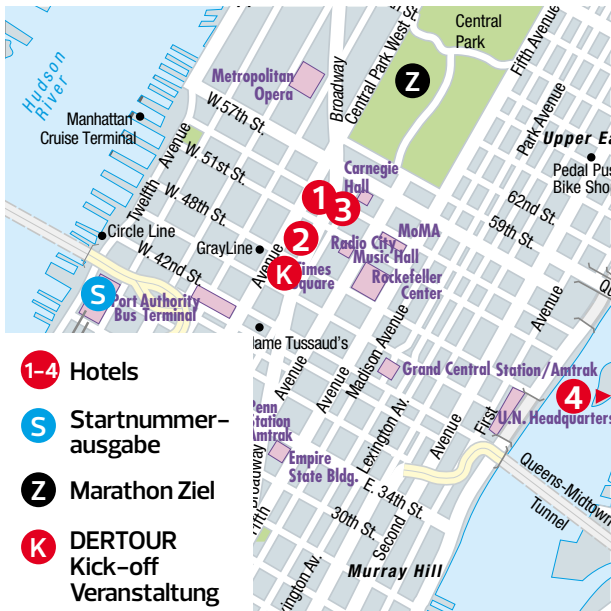 Hudson
River
Manhattan
Cruise Terminal
Metropolitan
Opera
Broadway
Central Park West
Central
Park
Z
Fifth Avenue
Park Avenue
Pedal Pus
Bike Sho
W. 57th St.
W. 51st St.
W. 48th St.
W. 42nd St.
Twelfth Avenue
Circle Line
GrayLine
Carnegie
Hall
1
3
2
K
Avenue
Times
Square
Radio City
Music Hall
MoMA
Rockefeller
Center
62nd St.
59th St.
S
Port Authority
Bus Terminal
dame Tussaud's
Avenue
Avenue
Madison Avenue
Grand Central Station/Amtrak
Avenue
4
U.N. Headquarters
First
Avenue
Lexington Av.
Penn
Station
Amtrak
Broadway
Fifth
Empire
State Bldg.
E. 34th St.
30th St.
Second
Murray Hill
Queens-Midtown
Tunnel
1–4 Hotels
S Startnummer-
ausgabe
Z Marathon Ziel
K DERTOUR
Kick-off
Veranstaltung